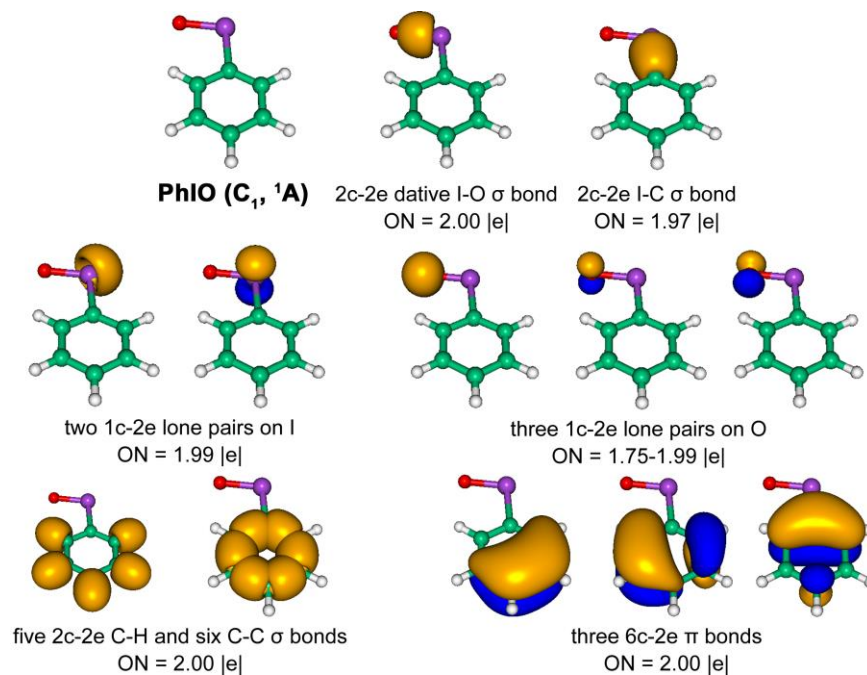 PhIO (C₁, ¹A)
2c-2e dative I-O σ bond
ON = 2.00 |e|
2c-2e I-C σ bond
ON = 1.97 |e|
two 1c-2e lone pairs on I
ON = 1.99 |e|
three 1c-2e lone pairs on O
ON = 1.75-1.99 |e|
five 2c-2e C-H and six C-C σ bonds
ON = 2.00 |e|
three 6c-2e π bonds
ON = 2.00 |e|